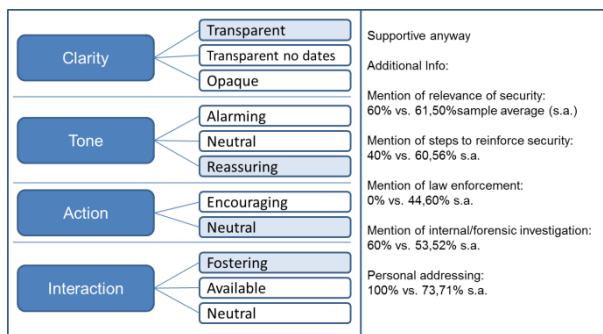 Clarity
Transparent
Transparent no dates
Opaque
Tone
Alarming
Neutral
Reassuring
Action
Encouraging
Neutral
Interaction
Fostering
Available
Neutral
Supportive anyway
Additional Info:
Mention of relevance of security:
60% vs. 61,50%sample average (s.a.)
Mention of steps to reinforce security:
40% vs. 60,56% s.a.
Mention of law enforcement:
0% vs. 44,60% s.a.
Mention of internal/forensic investigation:
60% vs. 53,52% s.a.
Personal addressing:
100% vs. 73,71% s.a.